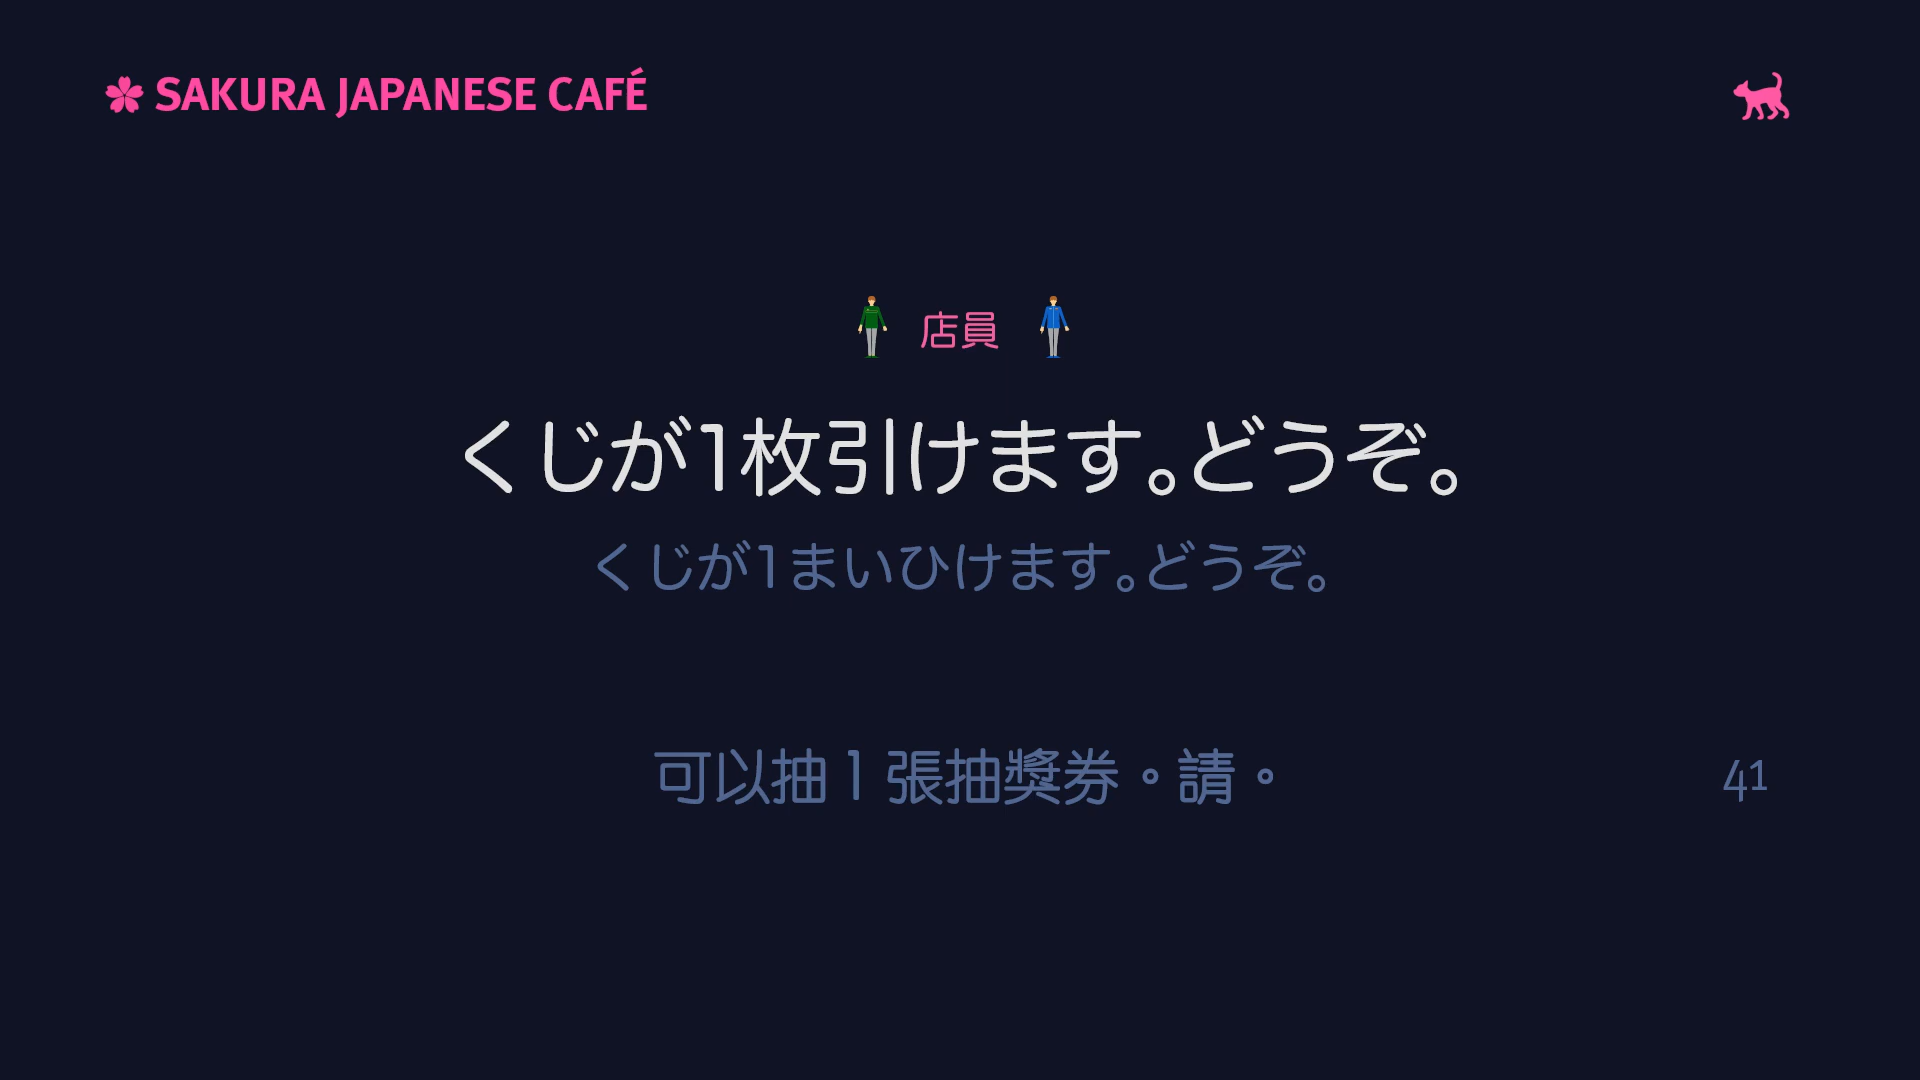 SAKURA JAPANESE CAFÉ
店員
くじが1枚引けます。どうぞ。
くじが1まいひけます。どうぞ。
可以抽1張抽獎券。請。
41